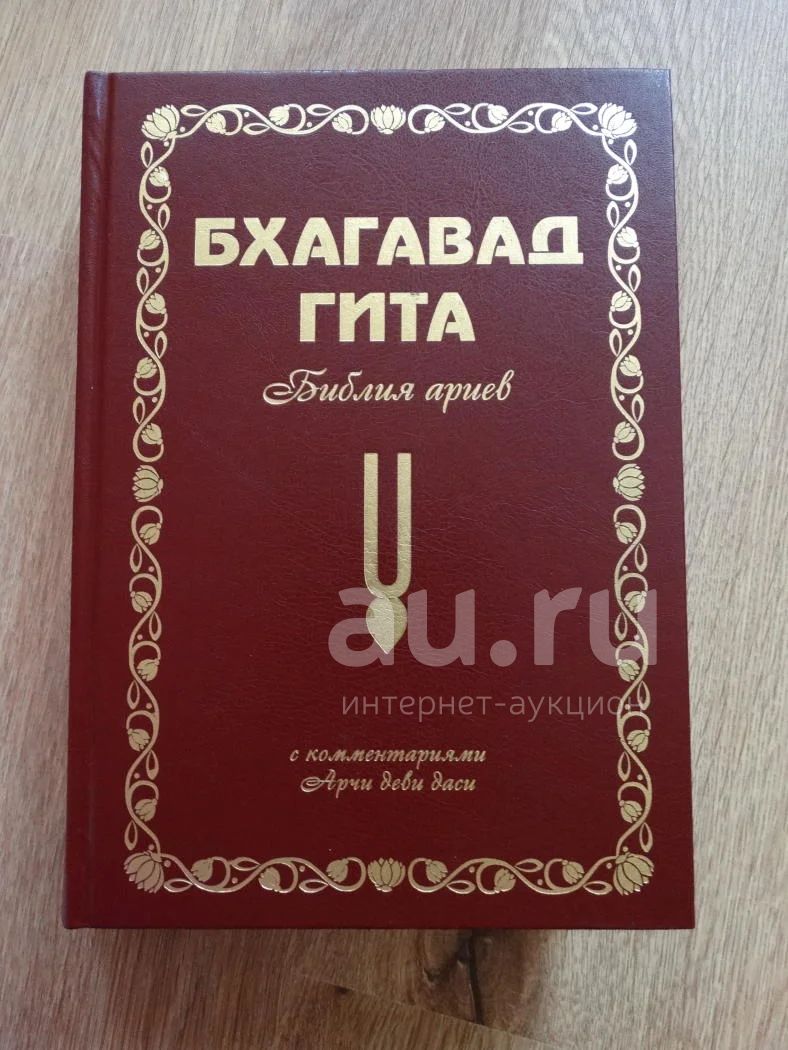 БХАГАВАД
ГИТА
Библия ариев
au.ru
интернет-аукцион
с комментариями
Арчи деви даси